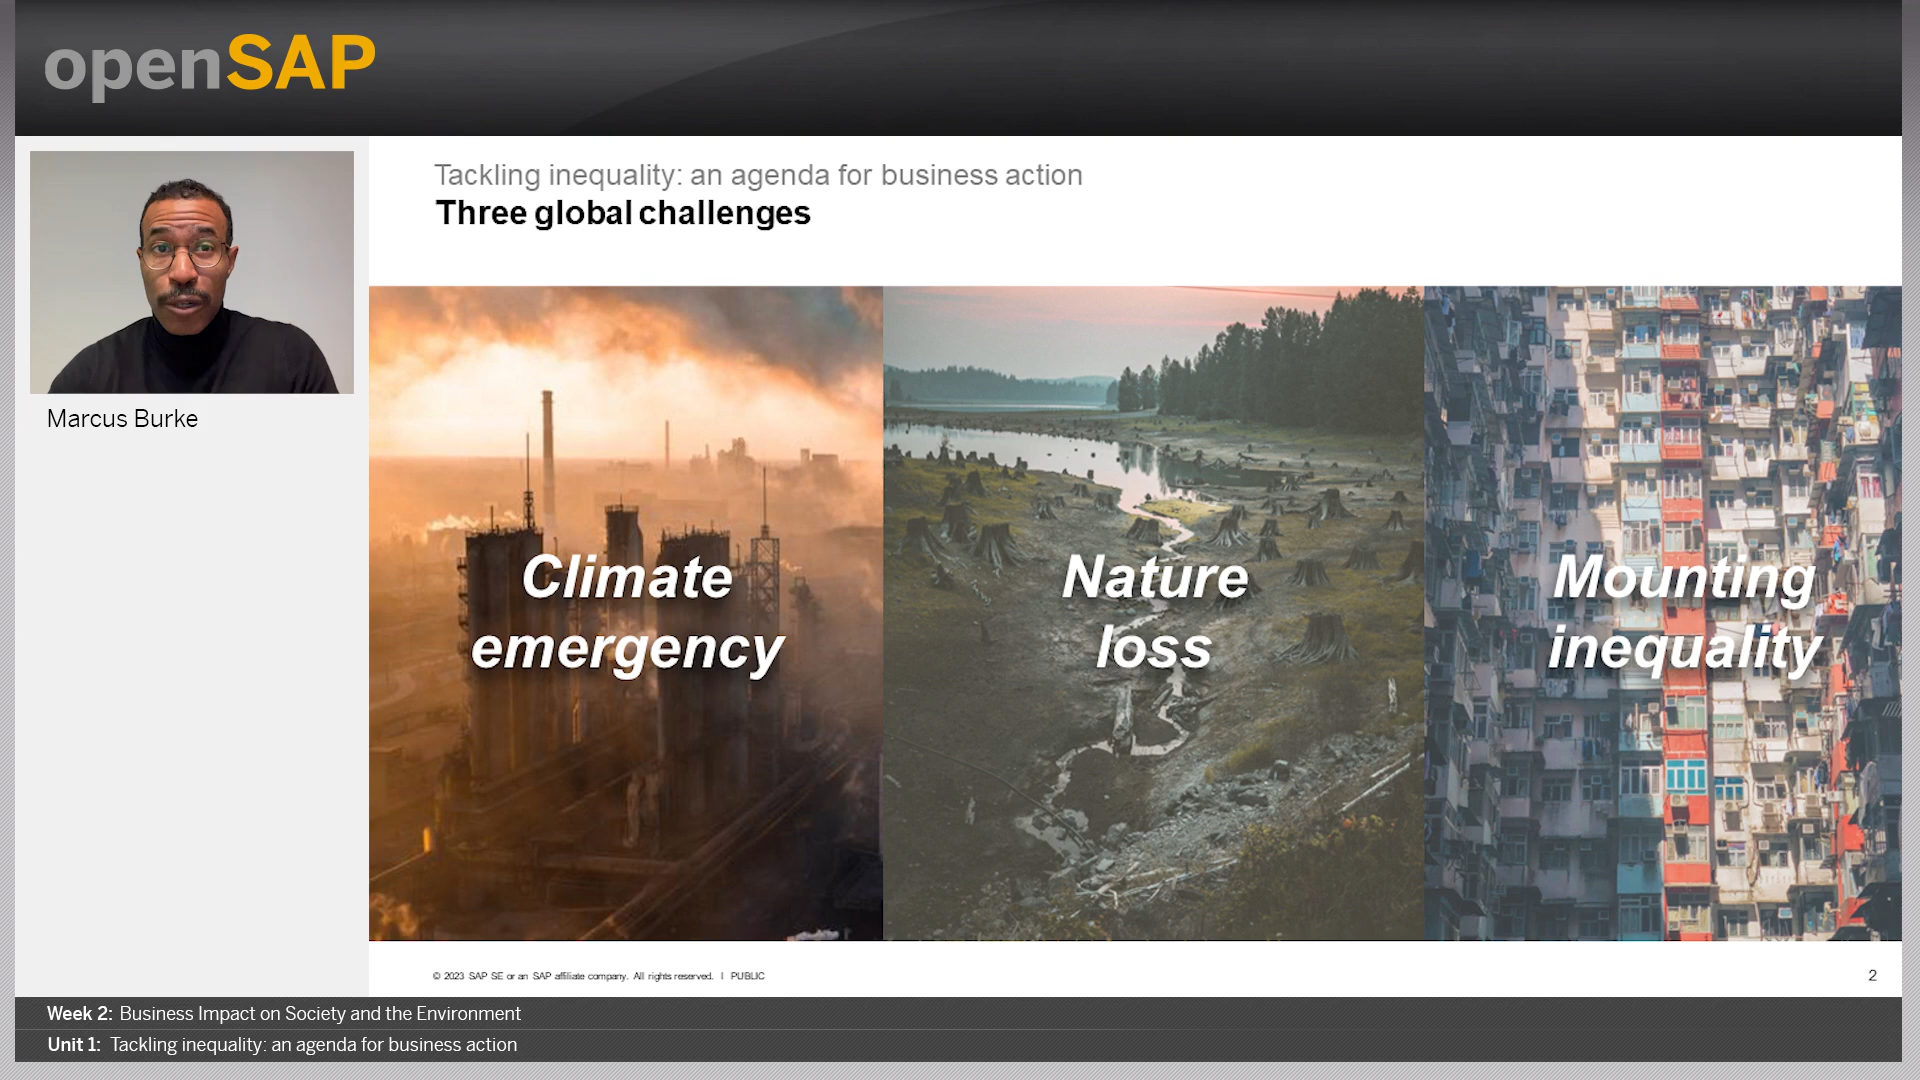 openSAP
Marcus Burke
Tackling inequality: an agenda for business action
Three global challenges
Climate
emergency
Nature
loss
Mounting
inequality
© 2023 SAP SE or an SAP affiliate company. All rights reserved. I PUBLIC
2
Week 2: Business Impact on Society and the Environment
Unit 1: Tackling inequality: an agenda for business action